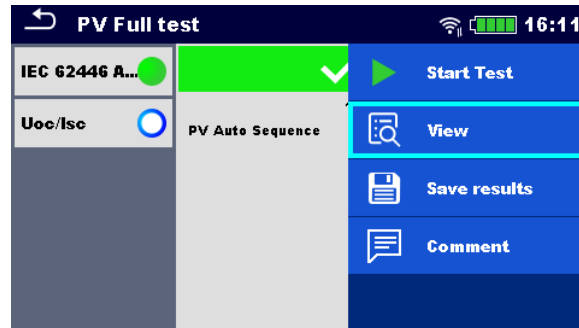 PV Full test
16:11
IEC 62446 A...
Uoc/Isc
PV Auto Sequence
Start Test
View
Save results
Comment